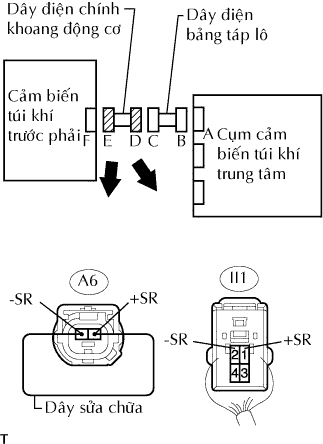 Dây điện chính
khoang động cơ
Dây điện
bảng táp lô
Cảm biến
túi khí
trước phải
F E D C B A
Cụm cảm
biến túi khí
trung tâm
A6
II1
-SR +SR
-SR +SR
2 1
4 3
Dây sửa chữa
T